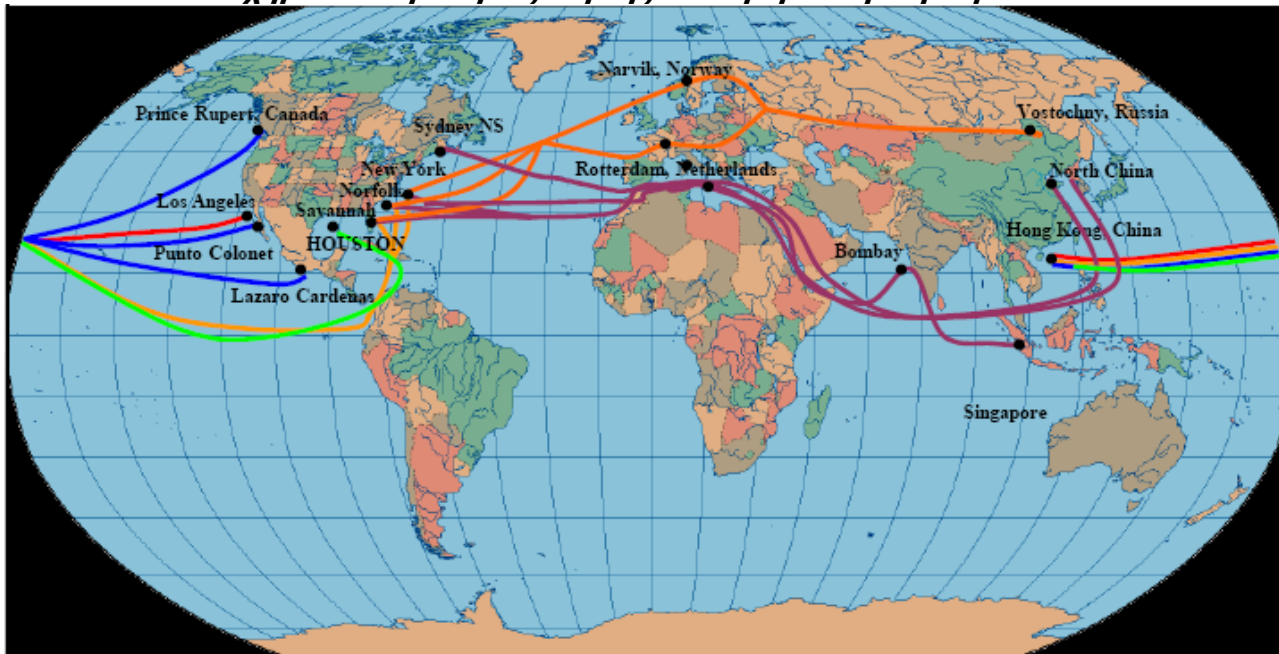 Narvik, Norway
Prince Rupert, Canada
Vostochny, Russia
Sydney NS
New York
Rotterdam, Netherlands
North China
Norfolk
Los Angeles
Savannah
Hong Kong, China
HOUSTON
Punto Colonet
Bombay
Lazaro Cardenas
Singapore